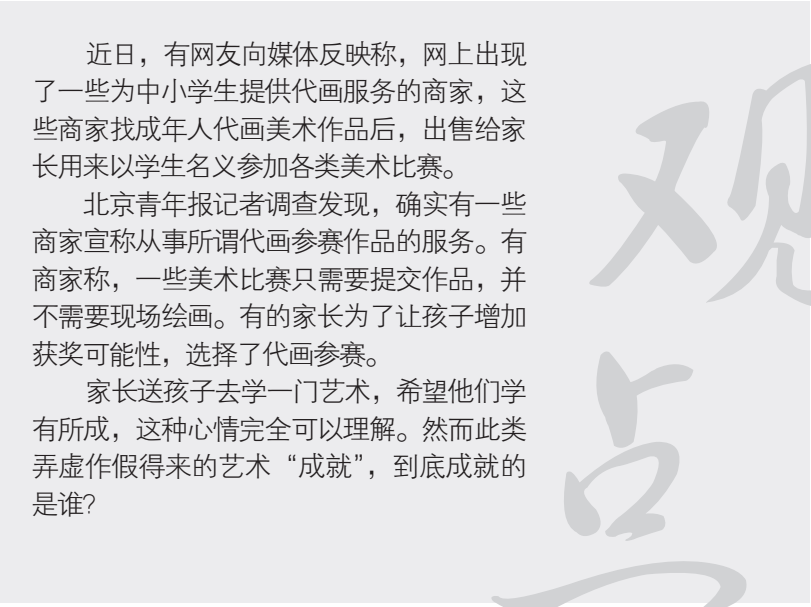 近日，有网友向媒体反映称，网上出现
了一些为中小学生提供代画服务的商家，这
些商家找成年人代画美术作品后，出售给家
长用来以学生名义参加各类美术比赛。
北京青年报记者调查发现，确实有一些
商家宣称从事所谓代画参赛作品的服务。有
商家称，一些美术比赛只需要提交作品，并
不需要现场绘画。有的家长为了让孩子增加
获奖可能性，选择了代画参赛。
家长送孩子去学一门艺术，希望他们学
有所成，这种心情完全可以理解。然而此类
弄虚作假得来的艺术“成就”，到底成就的
是谁？
观
点